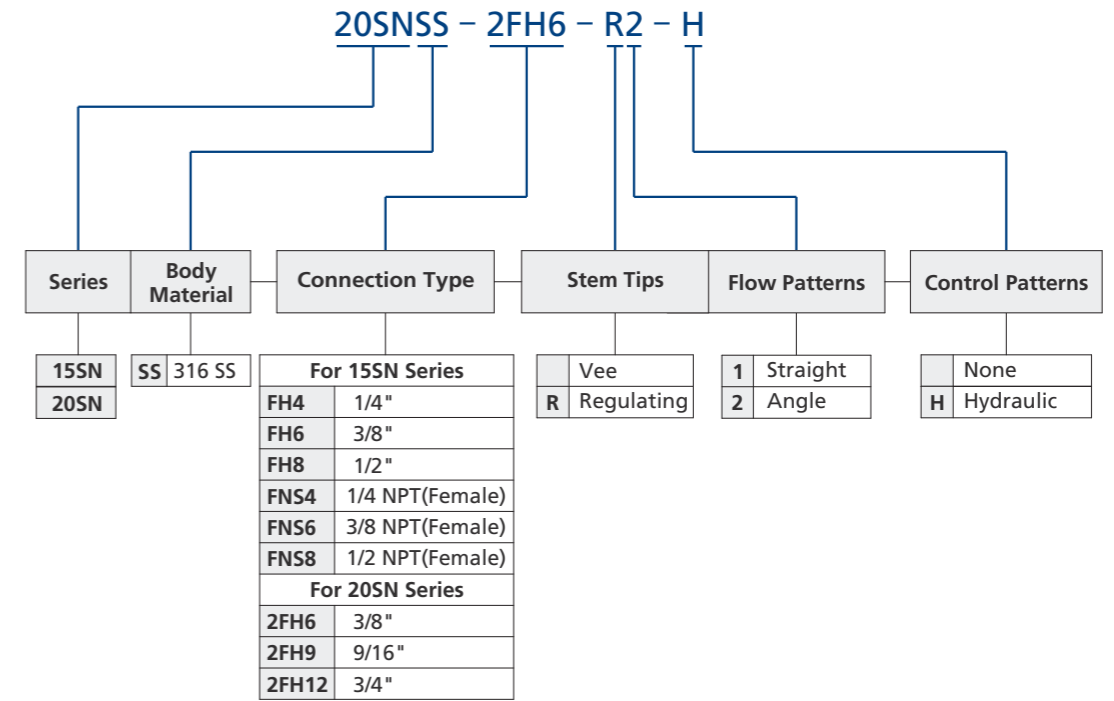 20SNSS – 2FH6 – R2 – H
Series
Body
Material
Connection Type
Stem Tips
Flow Patterns
Control Patterns
15SN
20SN
SS 316 SS
For 15SN Series
FH4 1/4"
FH6 3/8"
FH8 1/2"
FNS4 1/4 NPT(Female)
FNS6 3/8 NPT(Female)
FNS8 1/2 NPT(Female)
For 20SN Series
2FH6 3/8"
2FH9 9/16"
2FH12 3/4"
Vee
R Regulating
1 Straight
2 Angle
None
H Hydraulic